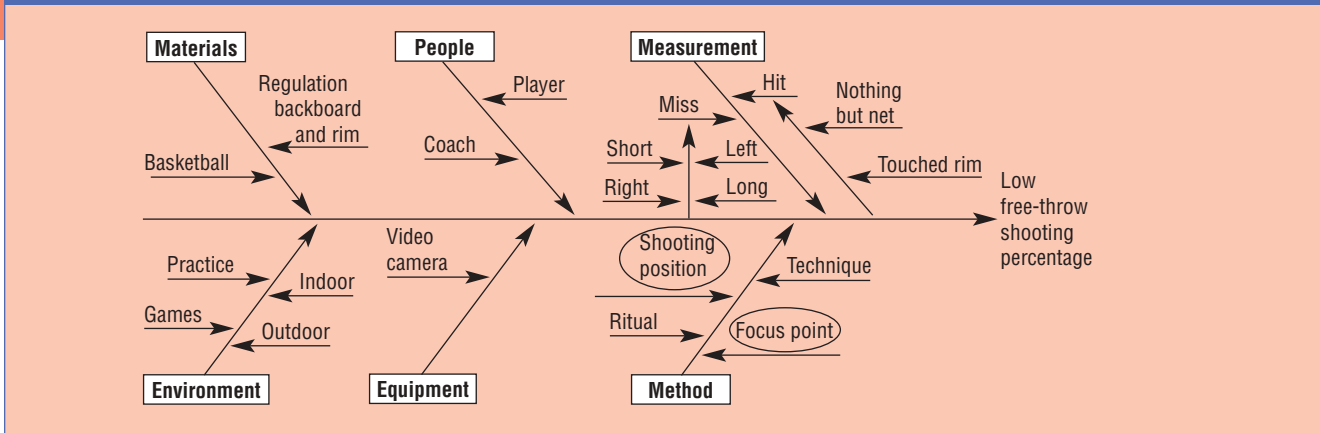 Materials
People
Measurement
Regulation
backboard
and rim
Basketball
Player
Coach
Hit
Miss
Nothing
but net
Short
Left
Right
Long
Touched rim
Low
free-throw
shooting
percentage
Practice
Indoor
Games
Outdoor
Video
camera
Shooting
position
Technique
Ritual
Focus point
Environment
Equipment
Method